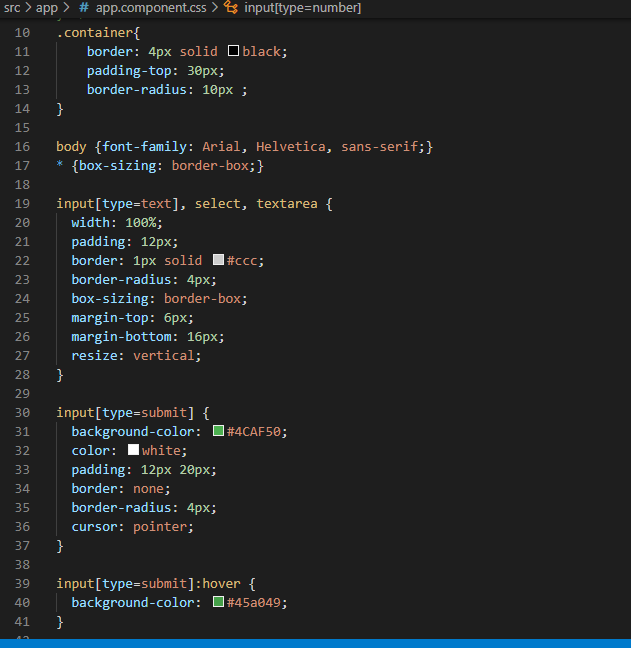 src > app > # app.component.css > input[type=number]
10 .container{
11 border: 4px solid black;
12 padding-top: 30px;
13 border-radius: 10px ;
14 }
15
16 body {font-family: Arial, Helvetica, sans-serif;}
17 * {box-sizing: border-box;}
18
19 input[type=text], select, textarea {
20 width: 100%;
21 padding: 12px;
22 border: 1px solid #ccc;
23 border-radius: 4px;
24 box-sizing: border-box;
25 margin-top: 6px;
26 margin-bottom: 16px;
27 resize: vertical;
28 }
29
30 input[type=submit] {
31 background-color: #4CAF50;
32 color: white;
33 padding: 12px 20px;
34 border: none;
35 border-radius: 4px;
36 cursor: pointer;
37 }
38
39 input[type=submit]:hover {
40 background-color: #45a049;
41 }